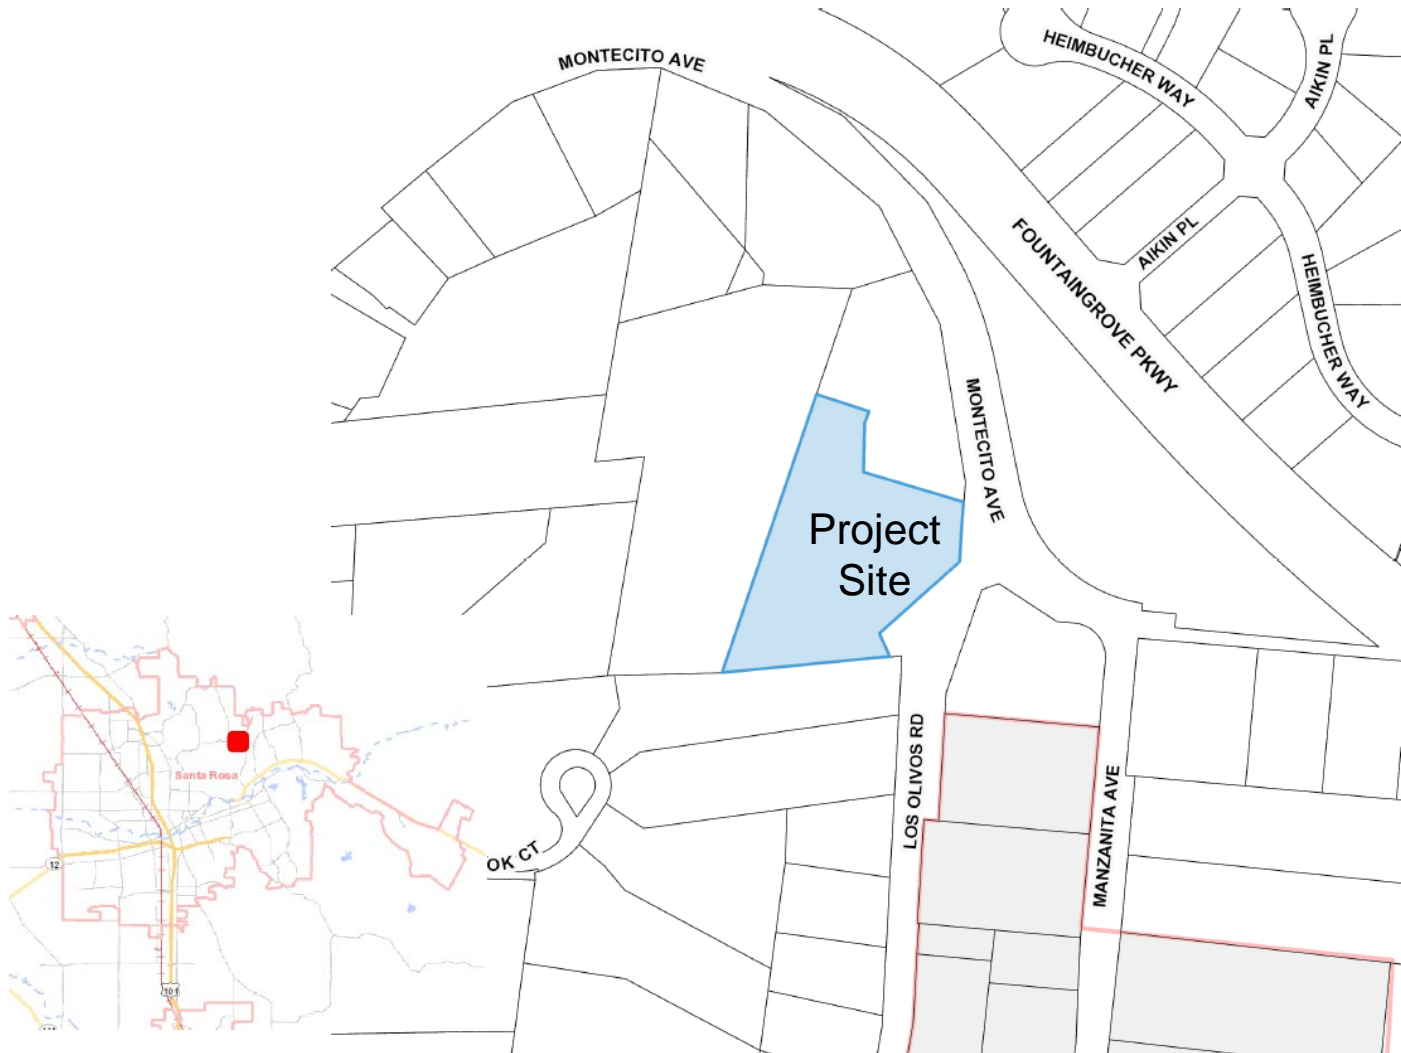 MONTECITO AVE
HEIMBUCHER WAY
AIKIN PL
AIKIN PL
FOUNTAINGROVE PKWY
HEIMBUCHER WAY
MONTECITO AVE
Project
Site
LOS OLIVOS RD
MANZANITA AVE
OK CT
Santa Rosa
12
101